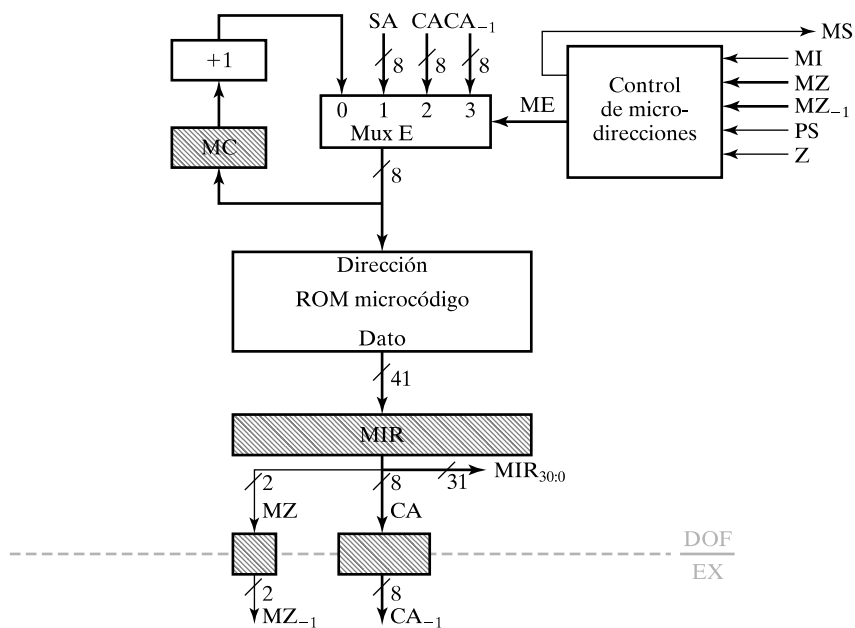 SA CA CA₋₁
MS
+1
8 8 8
MI
ME
Control
de micro-
direcciones
MZ
MZ₋₁
PS
Z
0 1 2 3
Mux E
MC
8
Dirección
ROM microcódigo
Dato
41
MIR
2 8 31 MIR₃₀:₀
MZ CA
DOF
EX
2 8
MZ₋₁ CA₋₁